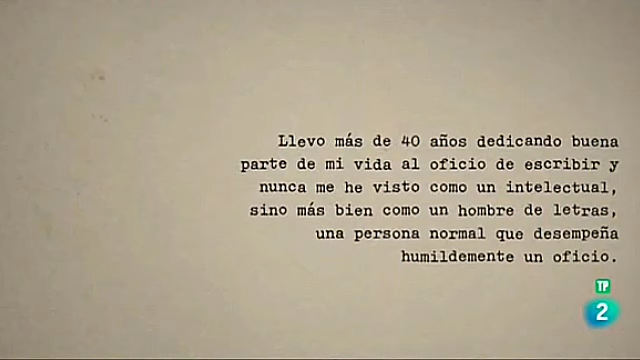 Llevo más de 40 años dedicando buena
parte de mi vida al oficio de escribir y
nunca me he visto como un intelectual,
sino más bien como un hombre de letras,
una persona normal que desempeña
humildemente un oficio.
TP
2